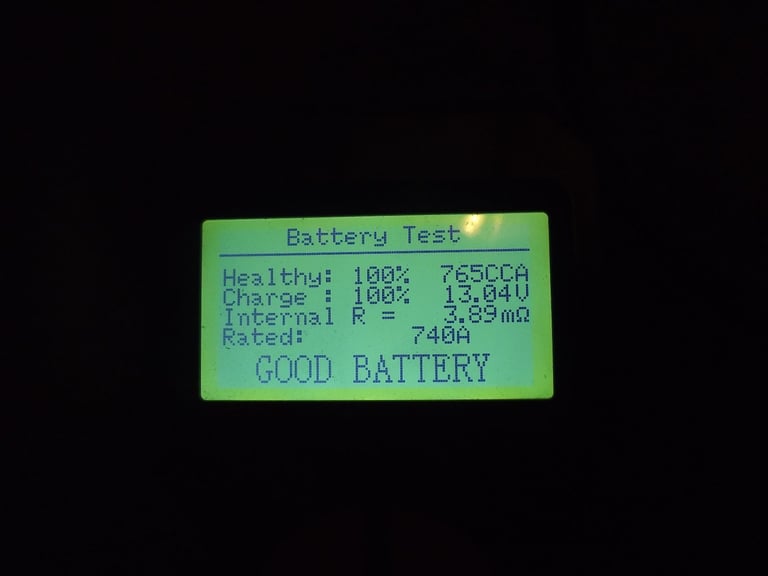 Battery Test
Healthy: 100% 765CCA
Charge : 100% 13.04V
Internal R = 3.89mΩ
Rated: 740A
GOOD BATTERY